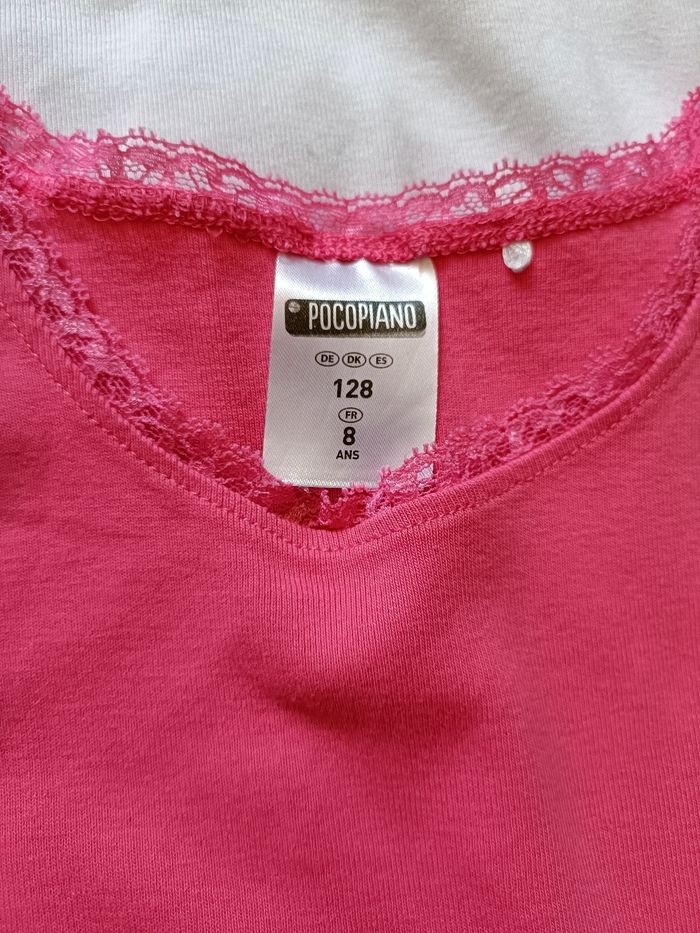 POCOPIANO
DE DK ES
128
FR
8
ANS